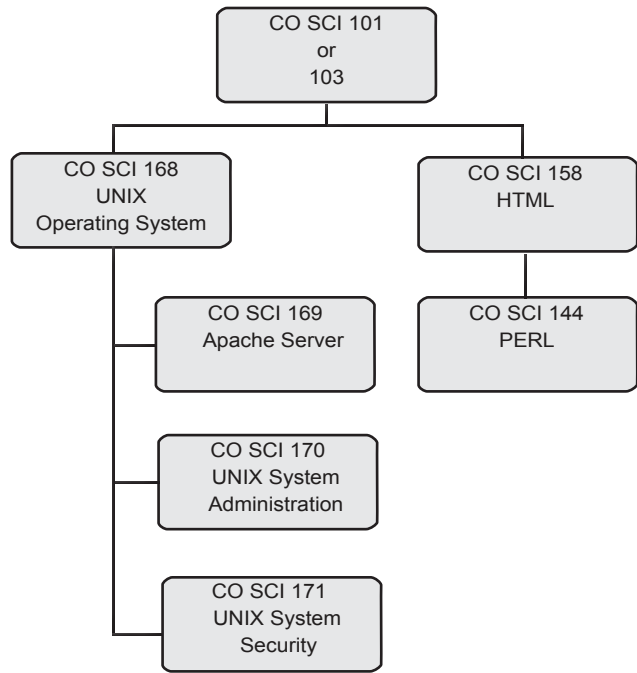 CO SCI 101
or
103
CO SCI 168
UNIX
Operating System
CO SCI 158
HTML
CO SCI 169
Apache Server
CO SCI 144
PERL
CO SCI 170
UNIX System
Administration
CO SCI 171
UNIX System
Security